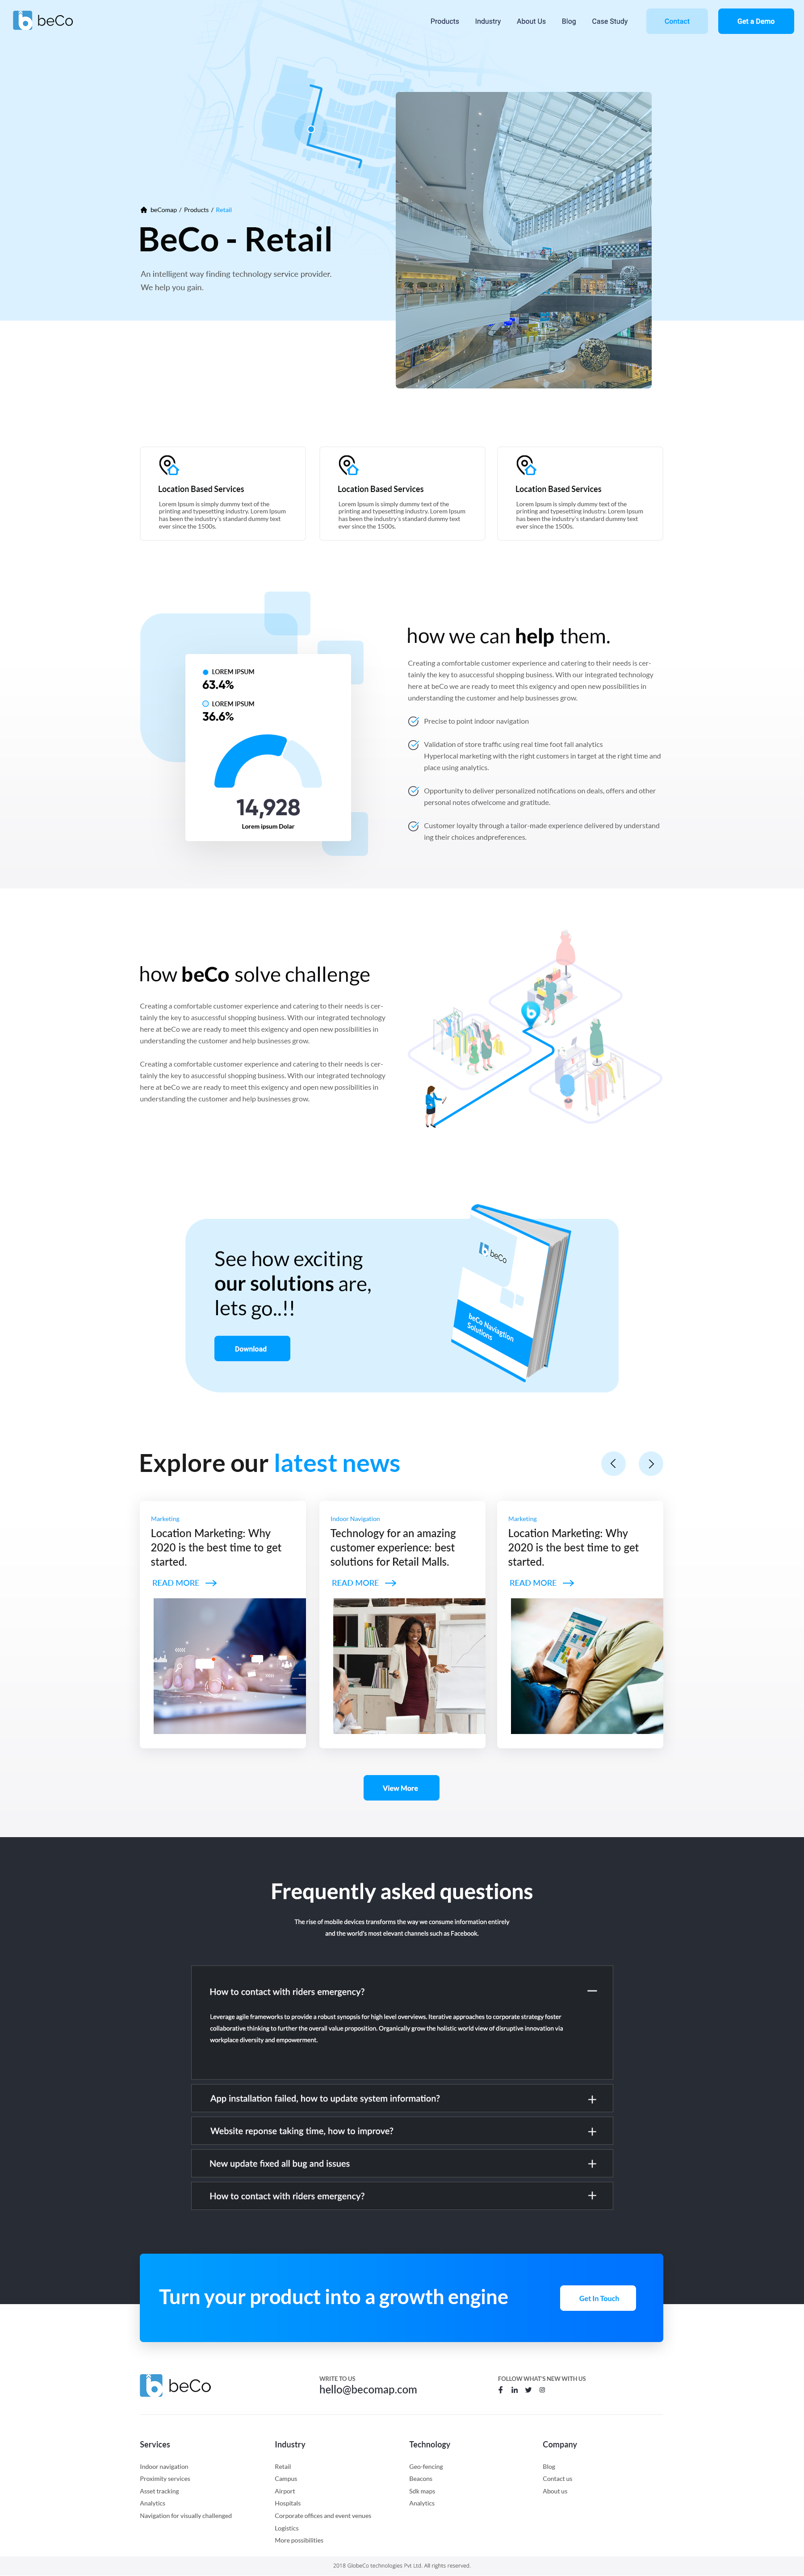 beCo
Products
Industry
About Us
Blog
Case Study
Contact
Get a Demo
beComap / Products / Retail
BeCo - Retail
An intelligent way finding technology service provider.
We help you gain.
Location Based Services
Lorem Ipsum is simply dummy text of the
printing and typesetting industry. Lorem Ipsum
has been the industry's standard dummy text
ever since the 1500s.
Location Based Services
Lorem Ipsum is simply dummy text of the
printing and typesetting industry. Lorem Ipsum
has been the industry's standard dummy text
ever since the 1500s.
Location Based Services
Lorem Ipsum is simply dummy text of the
printing and typesetting industry. Lorem Ipsum
has been the industry's standard dummy text
ever since the 1500s.
LOREM IPSUM
63.4%
LOREM IPSUM
36.6%
14,928
Lorem ipsum Dolar
how we can help them.
Creating a comfortable customer experience and catering to their needs is cer-
tainly the key to asuccessful shopping business. With our integrated technology
here at beCo we are ready to meet this exigency and open new possibilities in
understanding the customer and help businesses grow.
Precise to point indoor navigation
Validation of store traffic using real time foot fall analytics
Hyperlocal marketing with the right customers in target at the right time and
place using analytics.
Opportunity to deliver personalized notifications on deals, offers and other
personal notes ofwelcome and gratitude.
Customer loyalty through a tailor-made experience delivered by understand
ing their choices andpreferences.
how beCo solve challenge
Creating a comfortable customer experience and catering to their needs is cer-
tainly the key to asuccessful shopping business. With our integrated technology
here at beCo we are ready to meet this exigency and open new possibilities in
understanding the customer and help businesses grow.
Creating a comfortable customer experience and catering to their needs is cer-
tainly the key to asuccessful shopping business. With our integrated technology
here at beCo we are ready to meet this exigency and open new possibilities in
understanding the customer and help businesses grow.
See how exciting
our solutions are,
lets go..!!
Download
beCo
beCo Naviagtion
Solutions
Explore our latest news
Marketing
Location Marketing: Why
2020 is the best time to get
started.
READ MORE
Indoor Navigation
Technology for an amazing
customer experience: best
solutions for Retail Malls.
READ MORE
Marketing
Location Marketing: Why
2020 is the best time to get
started.
READ MORE
View More
Frequently asked questions
The rise of mobile devices transforms the way we consume information entirely
and the world's most elevant channels such as Facebook.
How to contact with riders emergency?
Leverage agile frameworks to provide a robust synopsis for high level overviews. Iterative approaches to corporate strategy foster
collaborative thinking to further the overall value proposition. Organically grow the holistic world view of disruptive innovation via
workplace diversity and empowerment.
App installation failed, how to update system information?
Website reponse taking time, how to improve?
New update fixed all bug and issues
How to contact with riders emergency?
Turn your product into a growth engine
Get In Touch
beCo
WRITE TO US
hello@becomap.com
FOLLOW WHAT'S NEW WITH US
Services
Indoor navigation
Proximity services
Asset tracking
Analytics
Navigation for visually challenged
Industry
Retail
Campus
Airport
Hospitals
Corporate offices and event venues
Logistics
More possibilities
Technology
Geo-fencing
Beacons
Sdk maps
Analytics
Company
Blog
Contact us
About us
2018 GlobeCo technologies Pvt Ltd. All rights reserved.